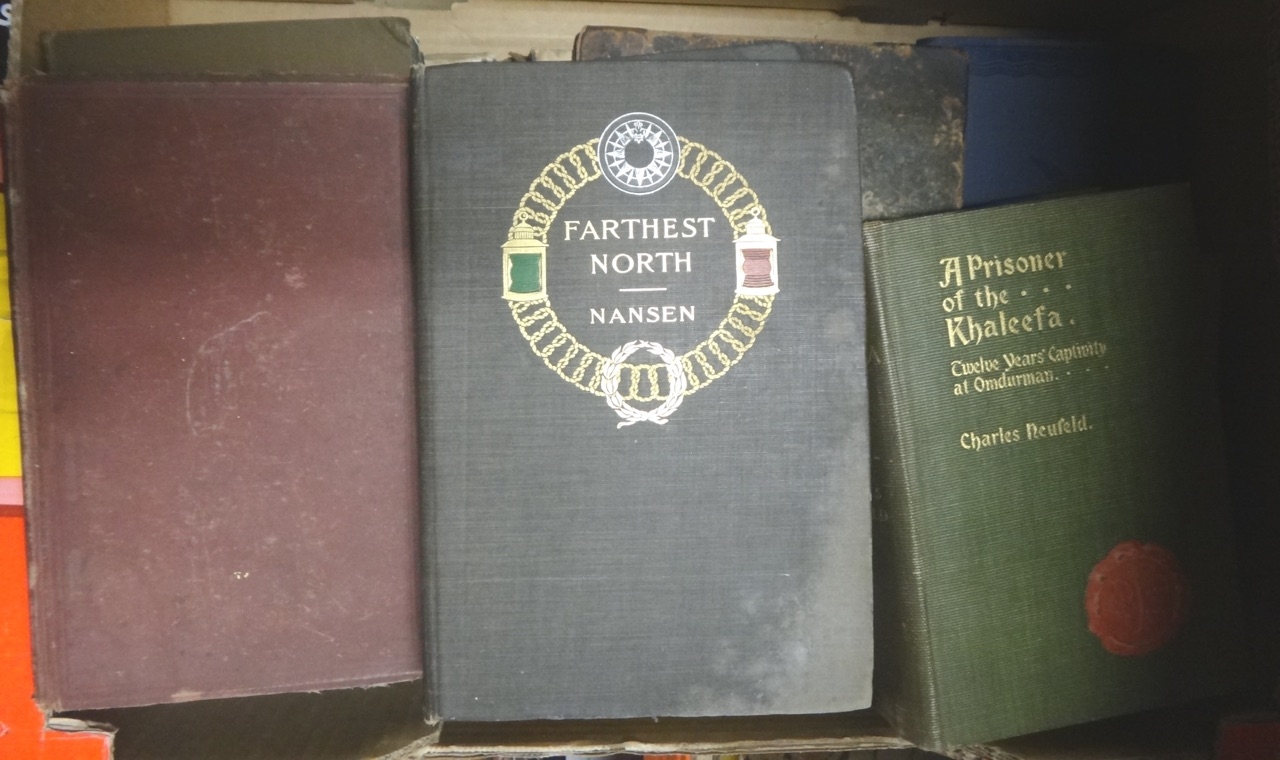 FARTHEST
NORTH
NANSEN
A Prisoner
of the . . .
Khaleefa .
Twelve Years' Captivity
at Omdurman. . . . .
Charles Neufeld.